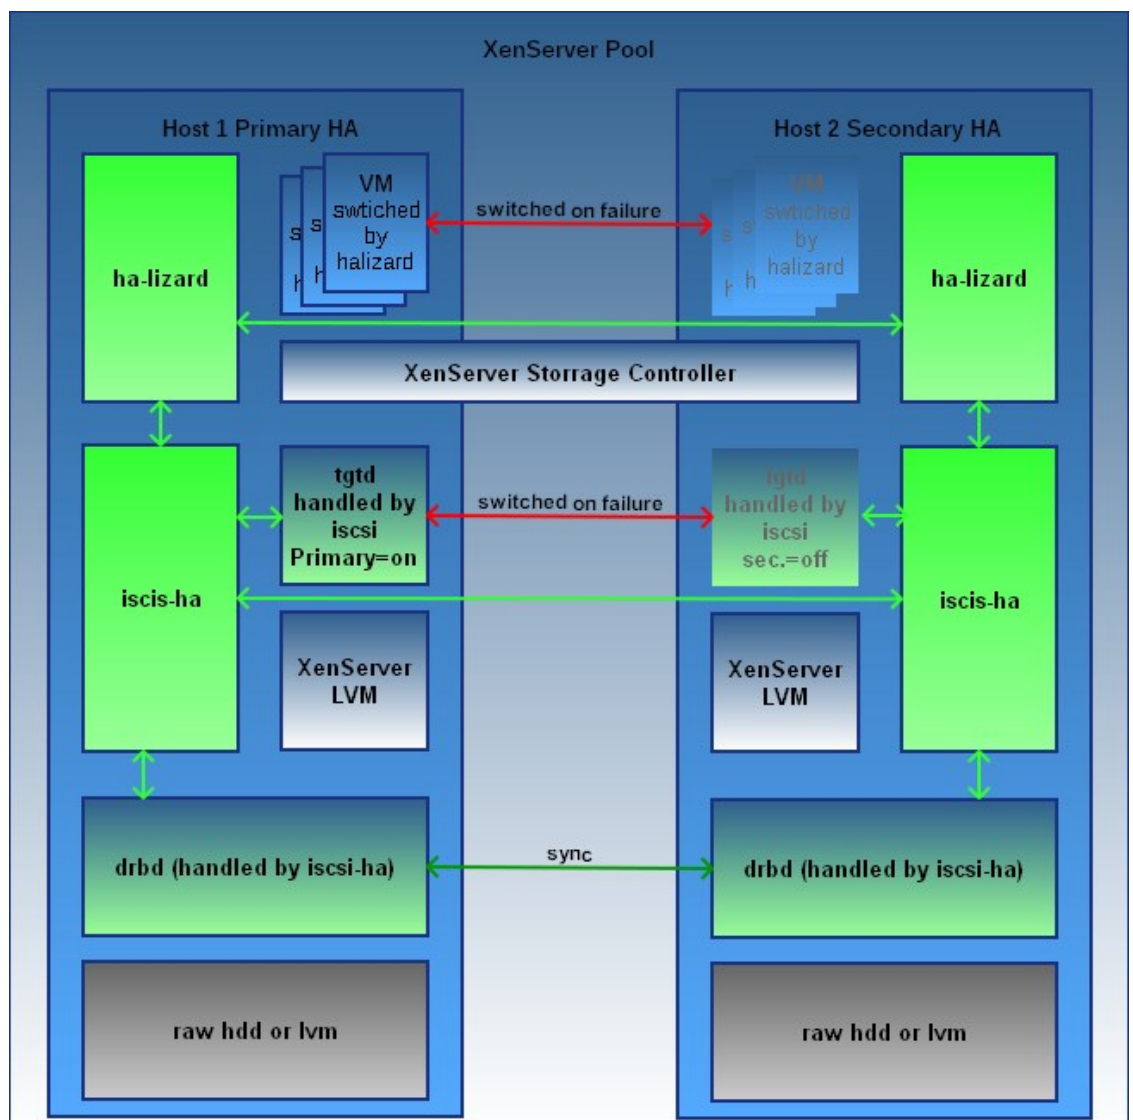 XenServer Pool
Host 1 Primary HA
Host 2 Secondary HA
ha-lizard
s
h
s
h
VM
swtiched
by
halizard
switched on failure
s
h
s
h
VM
swtiched
by
halizard
ha-lizard
XenServer Storrage Controller
iscis-ha
tgtd
handled by
iscsi
Primary=on
switched on failure
tgtd
handled by
iscsi
sec.=off
iscis-ha
XenServer
LVM
XenServer
LVM
drbd (handled by iscsi-ha)
sync
drbd (handled by iscsi-ha)
raw hdd or lvm
raw hdd or lvm